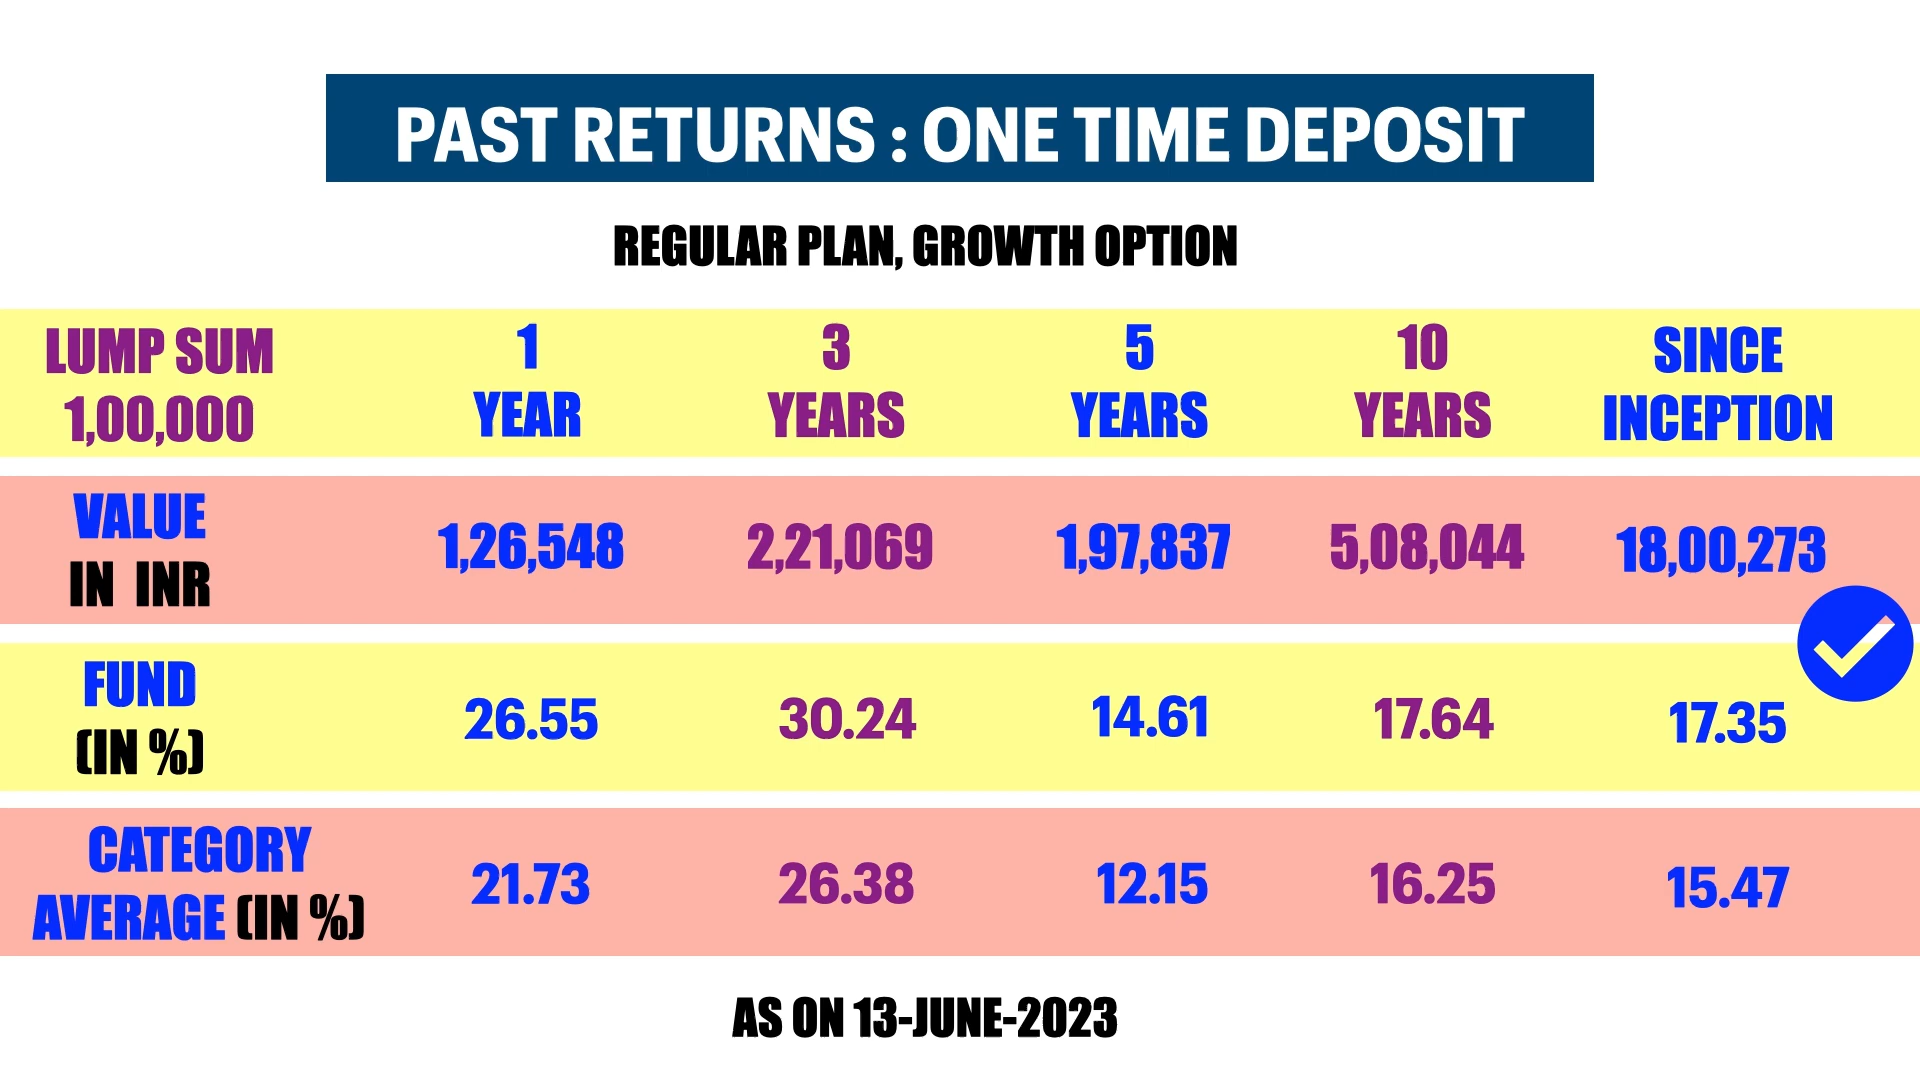 PAST RETURNS : ONE TIME DEPOSIT
REGULAR PLAN, GROWTH OPTION
LUMP SUM
1,00,000
1
YEAR
3
YEARS
5
YEARS
10
YEARS
SINCE
INCEPTION
VALUE
IN INR
1,26,548
2,21,069
1,97,837
5,08,044
18,00,273
FUND
(IN %)
26.55
30.24
14.61
17.64
17.35
CATEGORY
AVERAGE (IN %)
21.73
26.38
12.15
16.25
15.47
AS ON 13-JUNE-2023